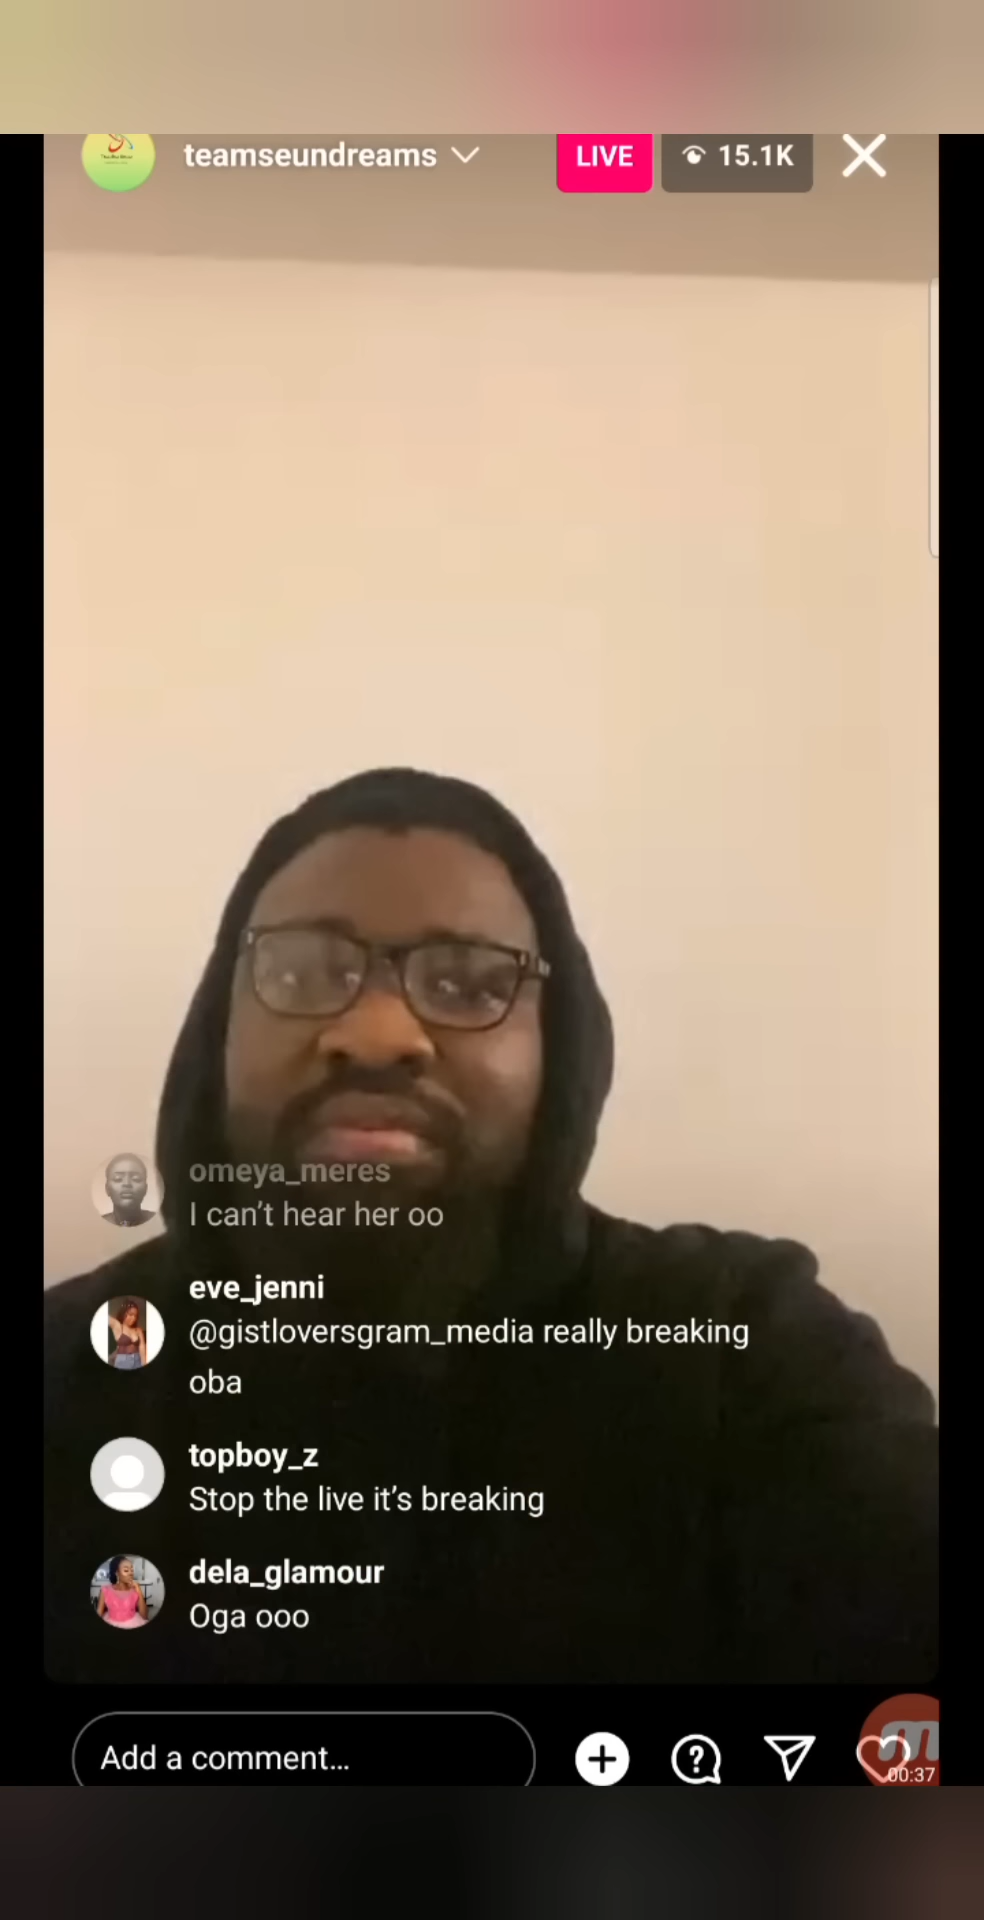 teamseundreams
LIVE
15.1K
omeya_meres
I can't hear her oo
eve_jenni
@gistloversgram_media really breaking
oba
topboy_z
Stop the live it's breaking
dela_glamour
Oga ooo
Add a comment...
00:37